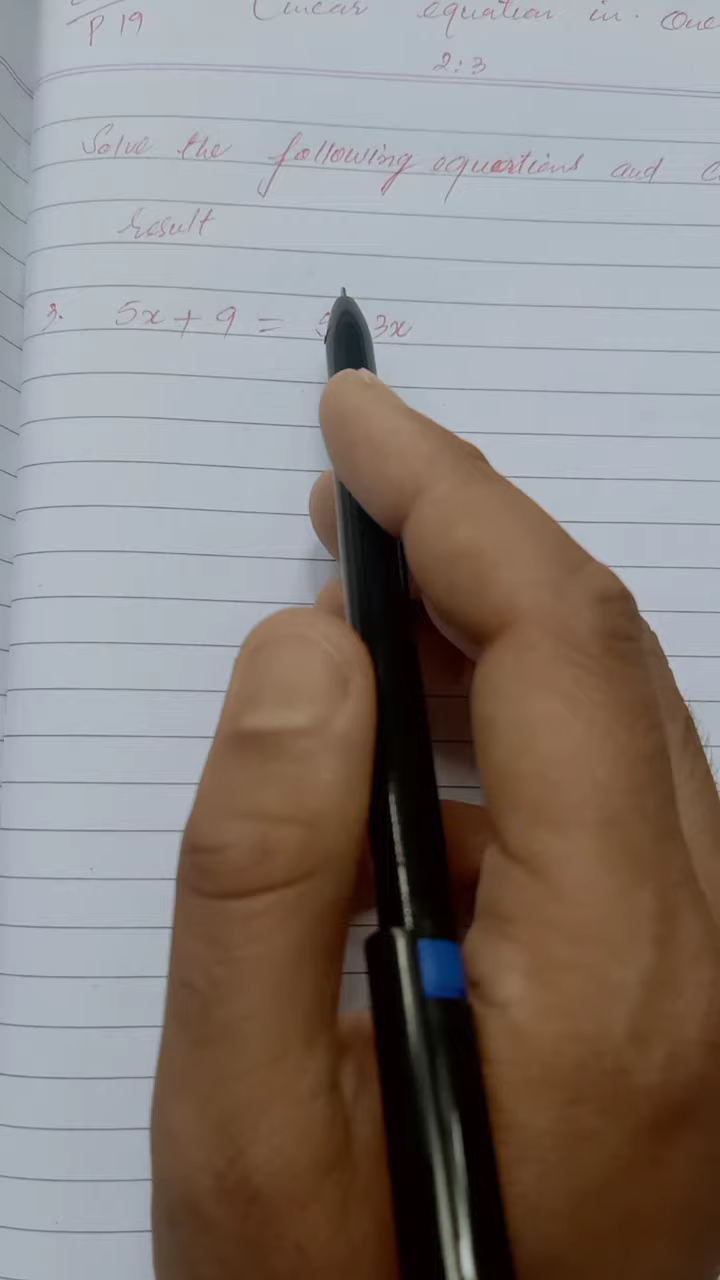 P 19
Linear equation in one
2:3
Solve the following equations and
result
3. 5x + 9 = 3x